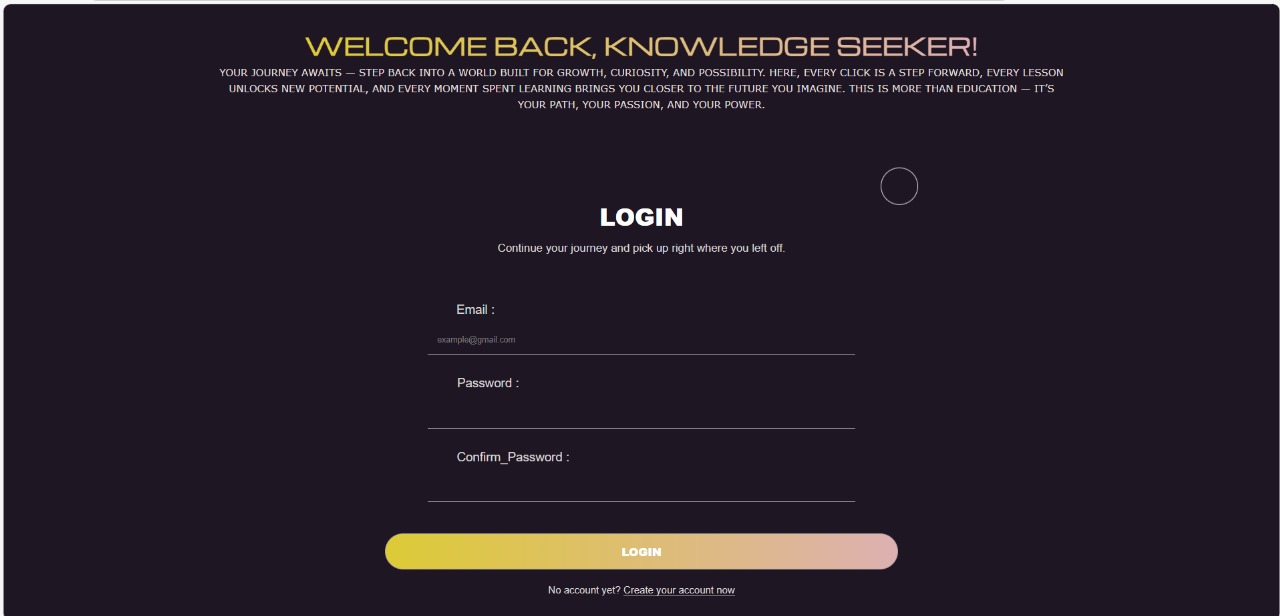 WELCOME BACK, KNOWLEDGE SEEKER!
YOUR JOURNEY AWAITS — STEP BACK INTO A WORLD BUILT FOR GROWTH, CURIOSITY, AND POSSIBILITY. HERE, EVERY CLICK IS A STEP FORWARD, EVERY LESSON
UNLOCKS NEW POTENTIAL, AND EVERY MOMENT SPENT LEARNING BRINGS YOU CLOSER TO THE FUTURE YOU IMAGINE. THIS IS MORE THAN EDUCATION — IT’S
YOUR PATH, YOUR PASSION, AND YOUR POWER.
LOGIN
Continue your journey and pick up right where you left off.
Email :
example@gmail.com
Password :
Confirm_Password :
LOGIN
No account yet? Create your account now